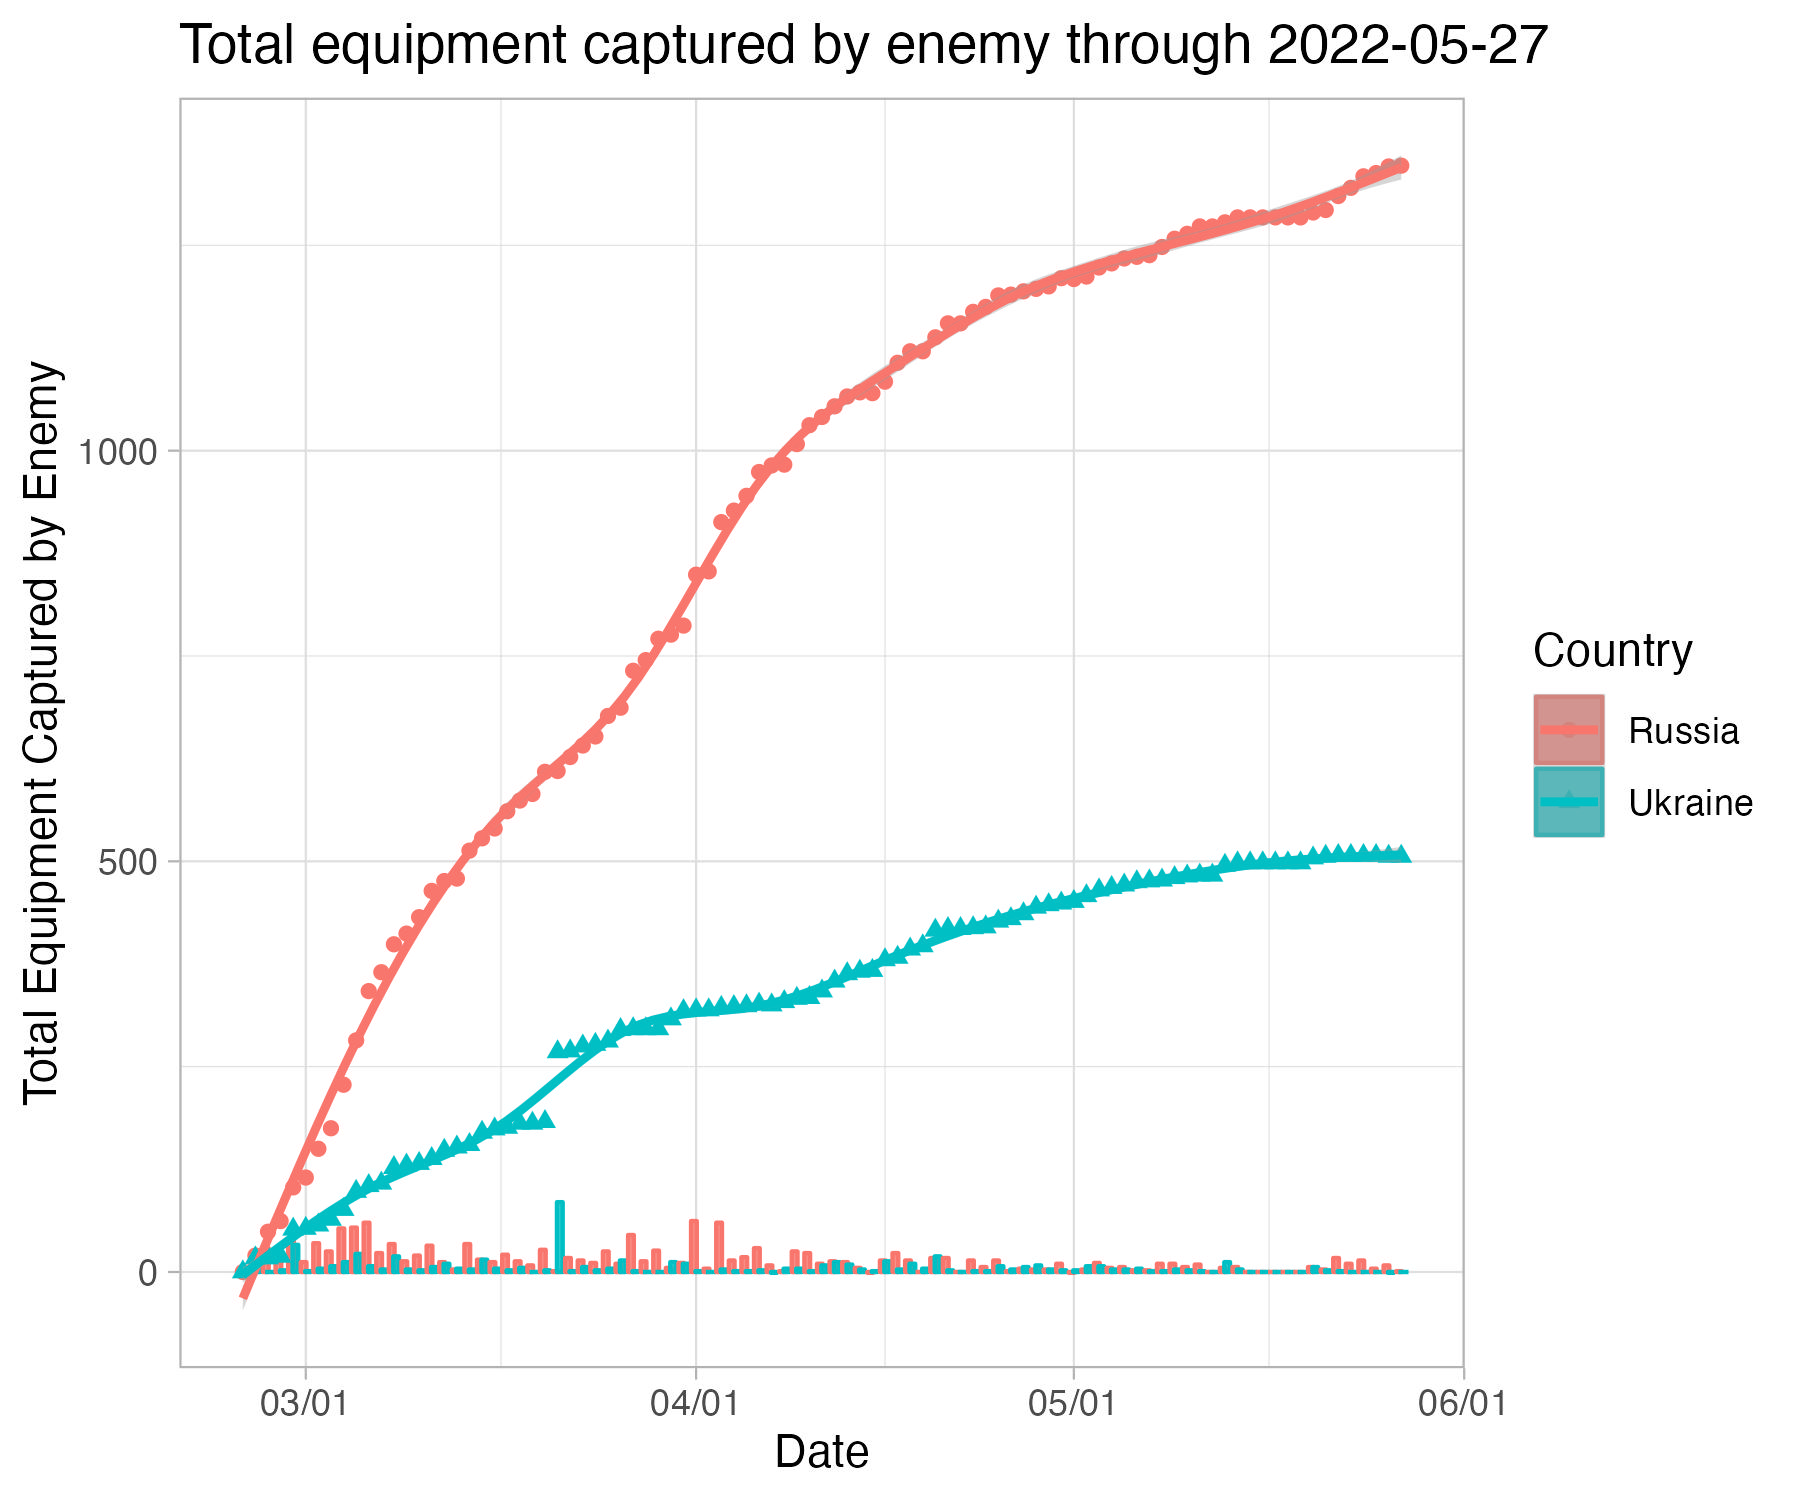 Total equipment captured by enemy through 2022-05-27
Total Equipment Captured by Enemy
1000
500
0
03/01
04/01
05/01
06/01
Date
Country
Russia
Ukraine